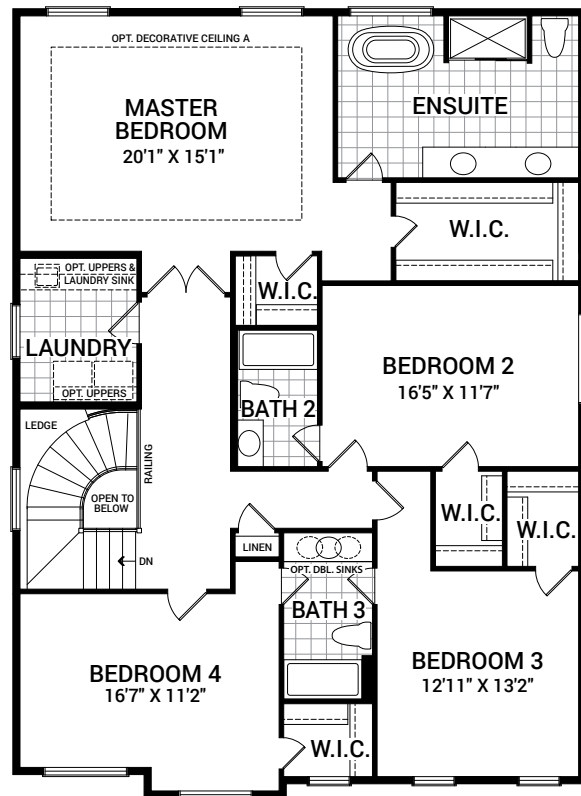 OPT. DECORATIVE CEILING A
MASTER
BEDROOM
20'1" X 15'1"
ENSUITE
W.I.C.
OPT. UPPERS &
LAUNDRY SINK
W.I.C.
LAUNDRY
OPT. UPPERS
BEDROOM 2
16'5" X 11'7"
BATH 2
LEDGE
RAILING
OPEN TO
BELOW
DN
W.I.C.
W.I.C.
LINEN
OPT. DBL. SINKS
BATH 3
BEDROOM 4
16'7" X 11'2"
BEDROOM 3
12'11" X 13'2"
W.I.C.